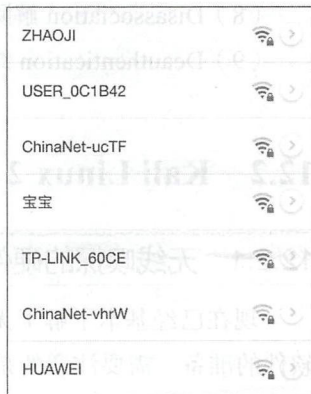 ZHAOJI
USER_0C1B42
ChinaNet-ucTF
宝宝
TP-LINK_60CE
ChinaNet-vhrW
HUAWEI